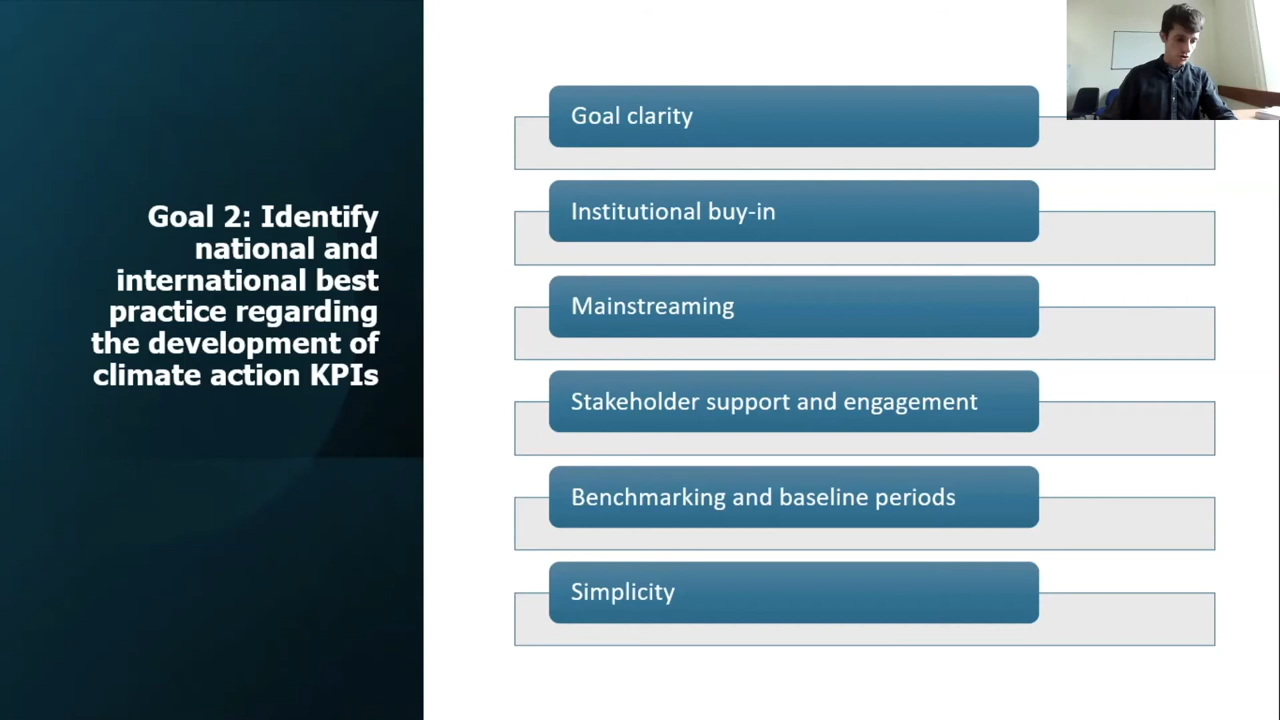 Goal 2: Identify
national and
international best
practice regarding
the development of
climate action KPIs
Goal clarity
Institutional buy-in
Mainstreaming
Stakeholder support and engagement
Benchmarking and baseline periods
Simplicity